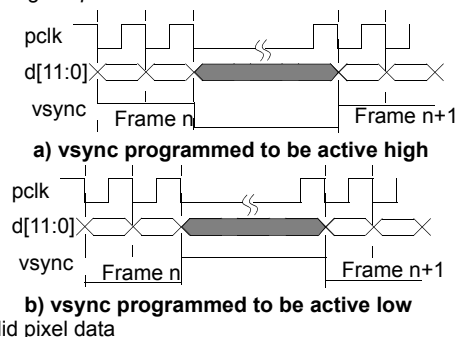 pclk
d[11:0]
vsync
Frame n
Frame n+1
a) vsync programmed to be active high
pclk
d[11:0]
vsync
Frame n
Frame n+1
b) vsync programmed to be active low
lid pixel data